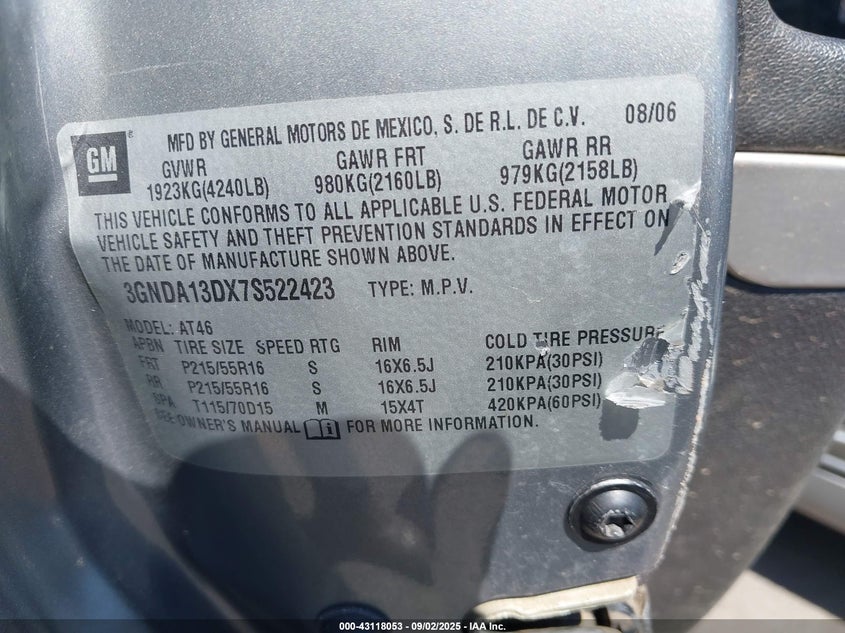 GM
MFD BY GENERAL MOTORS DE MEXICO, S. DE R.L. DE C.V. 08/06
GVWR GAWR FRT GAWR RR
1923KG(4240LB) 980KG(2160LB) 979KG(2158LB)
THIS VEHICLE CONFORMS TO ALL APPLICABLE U.S. FEDERAL MOTOR
VEHICLE SAFETY AND THEFT PREVENTION STANDARDS IN EFFECT ON
THE DATE OF MANUFACTURE SHOWN ABOVE.
3GNDA13DX7S522423 TYPE: M.P.V.
MODEL: AT46
APBN TIRE SIZE SPEED RTG RIM COLD TIRE PRESSURE
FRT P215/55R16 S 16X6.5J 210KPA(30PSI)
RR P215/55R16 S 16X6.5J 210KPA(30PSI)
SPA T115/70D15 M 15X4T 420KPA(60PSI)
SEE OWNER'S MANUAL FOR MORE INFORMATION.
000-43118053 - 09/02/2025 - IAA, Inc.